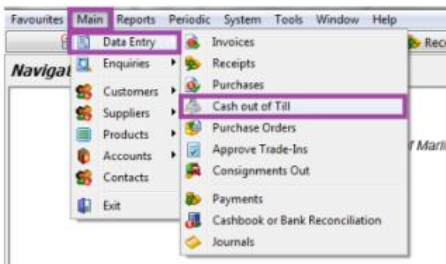 Favourites Main Reports Periodic System Tools Window Help
Data Entry
Invoices
Rec
Enquiries
Receipts
Navigat
Purchases
Customers
Cash out of Till
Suppliers
Purchase Orders
Products
Approve Trade-Ins
f Marli
Accounts
Consignments Out
Contacts
Payments
Exit
Cashbook or Bank Reconciliation
Journals